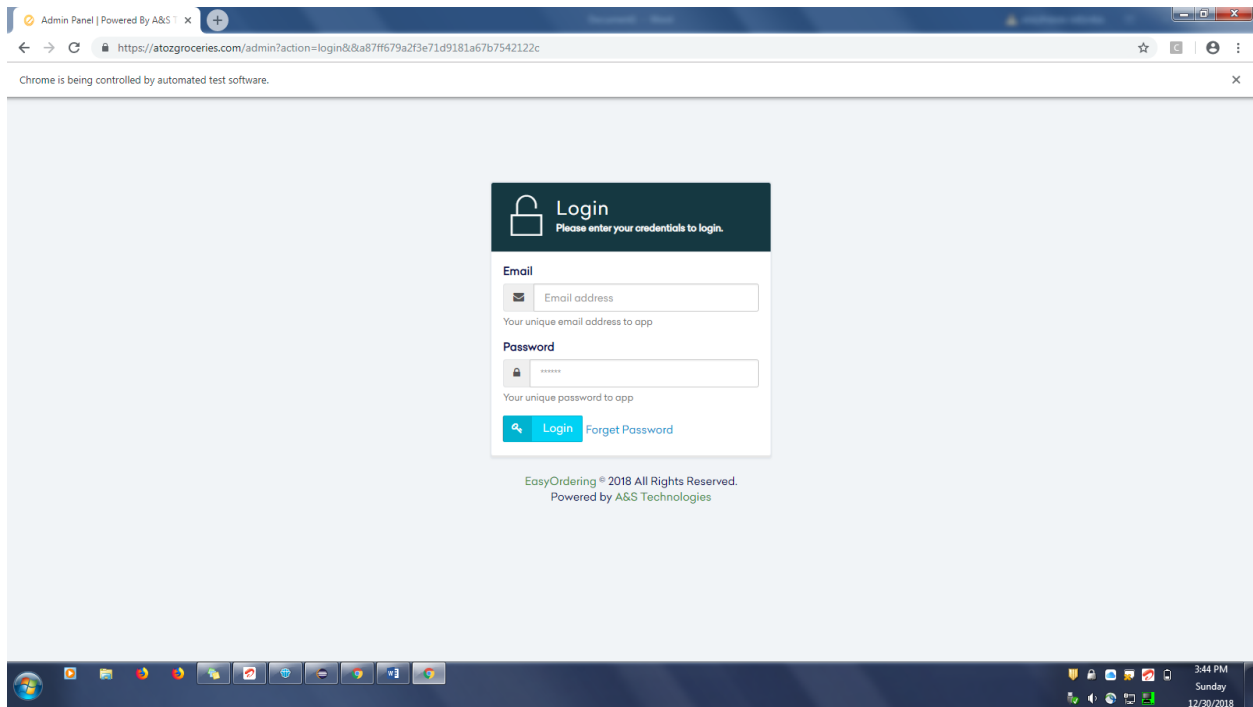 Admin Panel | Powered By A&S T
https://atozgroceries.com/admin?action=login&&a87ff679a2f3e71d9181a67b7542122c
Chrome is being controlled by automated test software.
Login
Please enter your credentials to login.
Email
Email address
Your unique email address to app
Password
******
Your unique password to app
Login Forget Password
EasyOrdering © 2018 All Rights Reserved.
Powered by A&S Technologies
3:44 PM
Sunday
12/30/2018